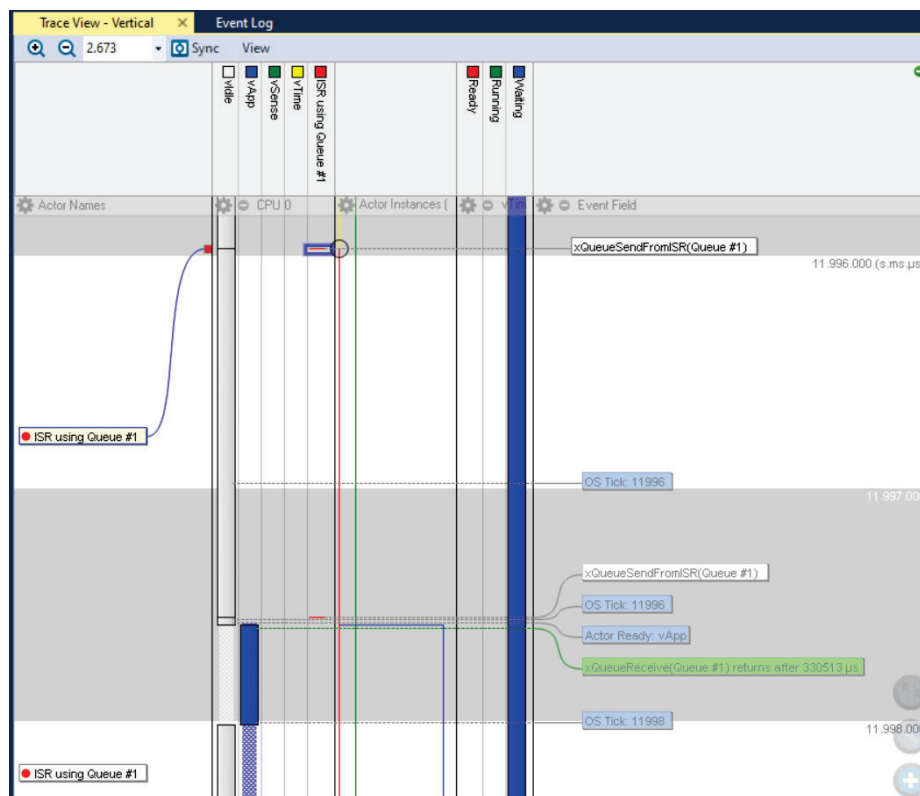 Trace View - Vertical
Event Log
2.673
Sync
View
vIdle
vApp
vSense
vTime
ISR using Queue #1
Ready
Running
Waiting
Actor Names
CPU 0
Actor Instances (
vTim
Event Field
xQueueSendFromISR(Queue #1)
11.996.000 (s.ms.µs
ISR using Queue #1
OS Tick: 11996
11.997.000
xQueueSendFromISR(Queue #1)
OS Tick: 11996
Actor Ready: vApp
xQueueReceive(Queue #1) returns after 330513 µs
OS Tick: 11998
11.998.000
ISR using Queue #1